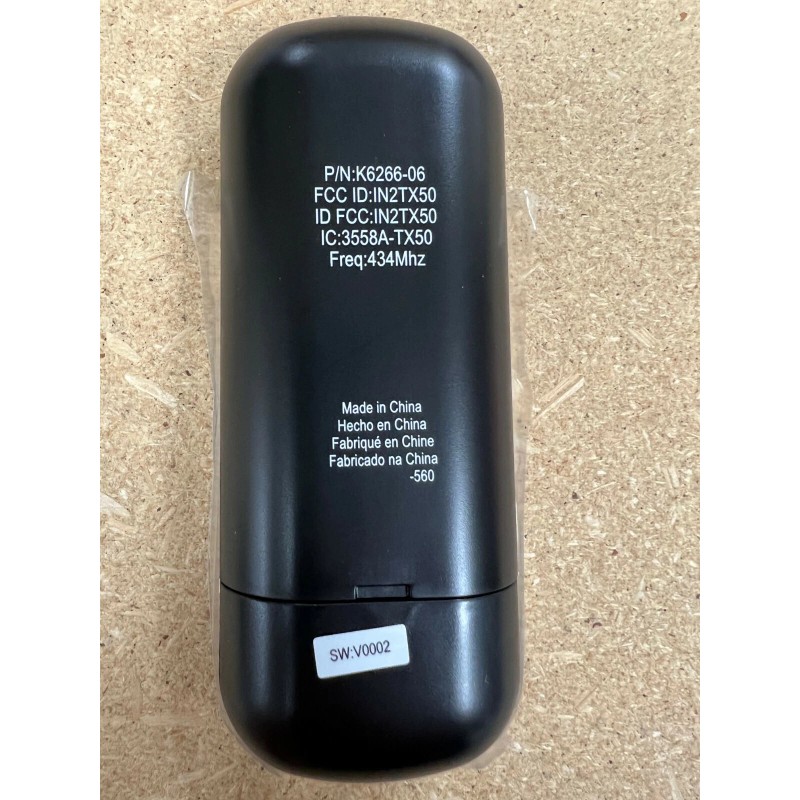 P/N:K6266-06
FCC ID:IN2TX50
ID FCC:IN2TX50
IC:3558A-TX50
Freq:434Mhz
Made in China
Hecho en China
Fabriqué en Chine
Fabricado na China
-560
SW:V0002